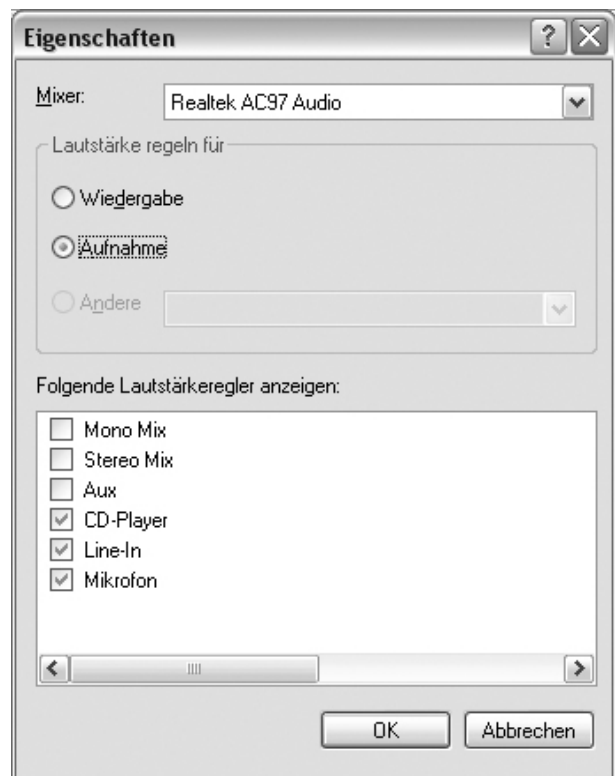 Eigenschaften
Mixer: Realtek AC97 Audio
Lautstärke regeln für
Wiedergabe
Aufnahme
Andere
Folgende Lautstärkeregler anzeigen:
Mono Mix
Stereo Mix
Aux
CD-Player
Line-In
Mikrofon
OK Abbrechen